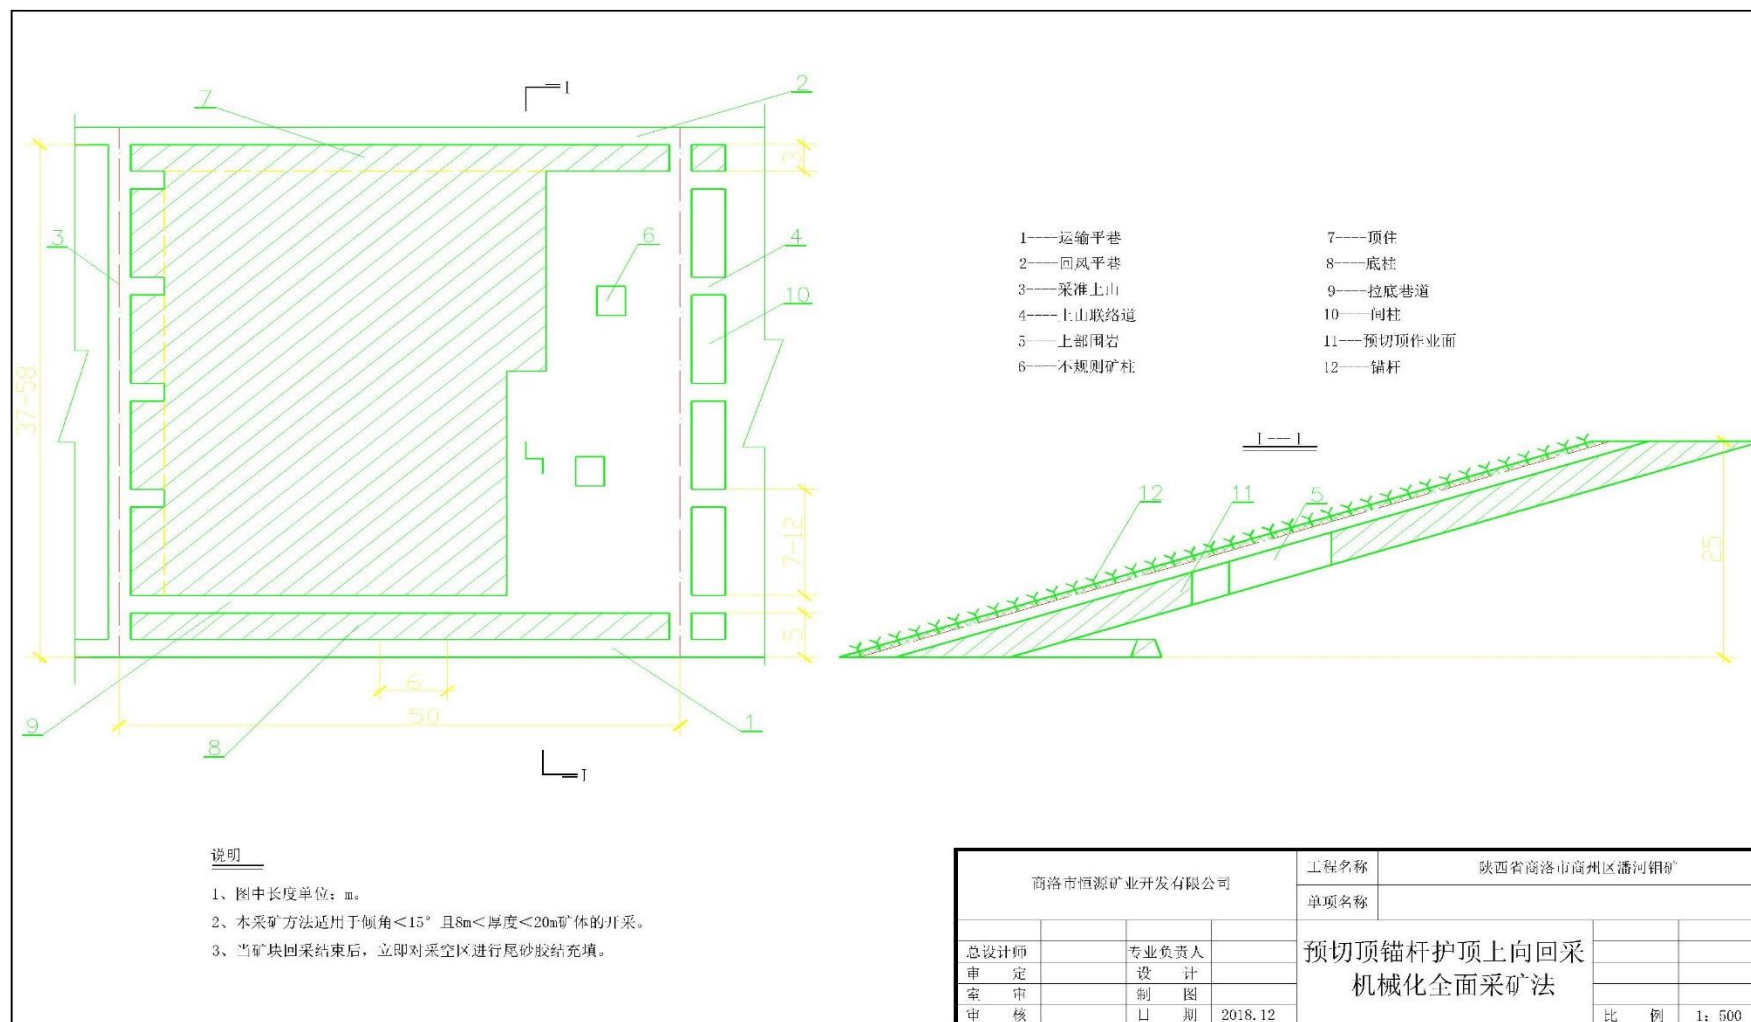 I
2
7
3
3
6
4
10
37-58
7-12
5
6
50
9
8
1
I
1----运输平巷
2----回风平巷
3----采准上山
4----上山联络道
5----上部围岩
6----不规则矿柱
7----顶住
8----底柱
9----拉底巷道
10----间柱
11---预切顶作业面
12----锚杆
I---I
12
11
5
25
说明
1、图中长度单位：m。
2、本采矿方法适用于倾角＜15° 且8m＜厚度＜20m矿体的开采。
3、当矿块回采结束后，立即对采空区进行尾砂胶结充填。
商洛市恒源矿业开发有限公司
工程名称
陕西省商洛市商州区潘河钼矿
单项名称
总设计师
专业负责人
审 定
设 计
室 审
制 图
审 核
日 期
2018.12
预切顶锚杆护顶上向回采
机械化全面采矿法
比 例
1: 500